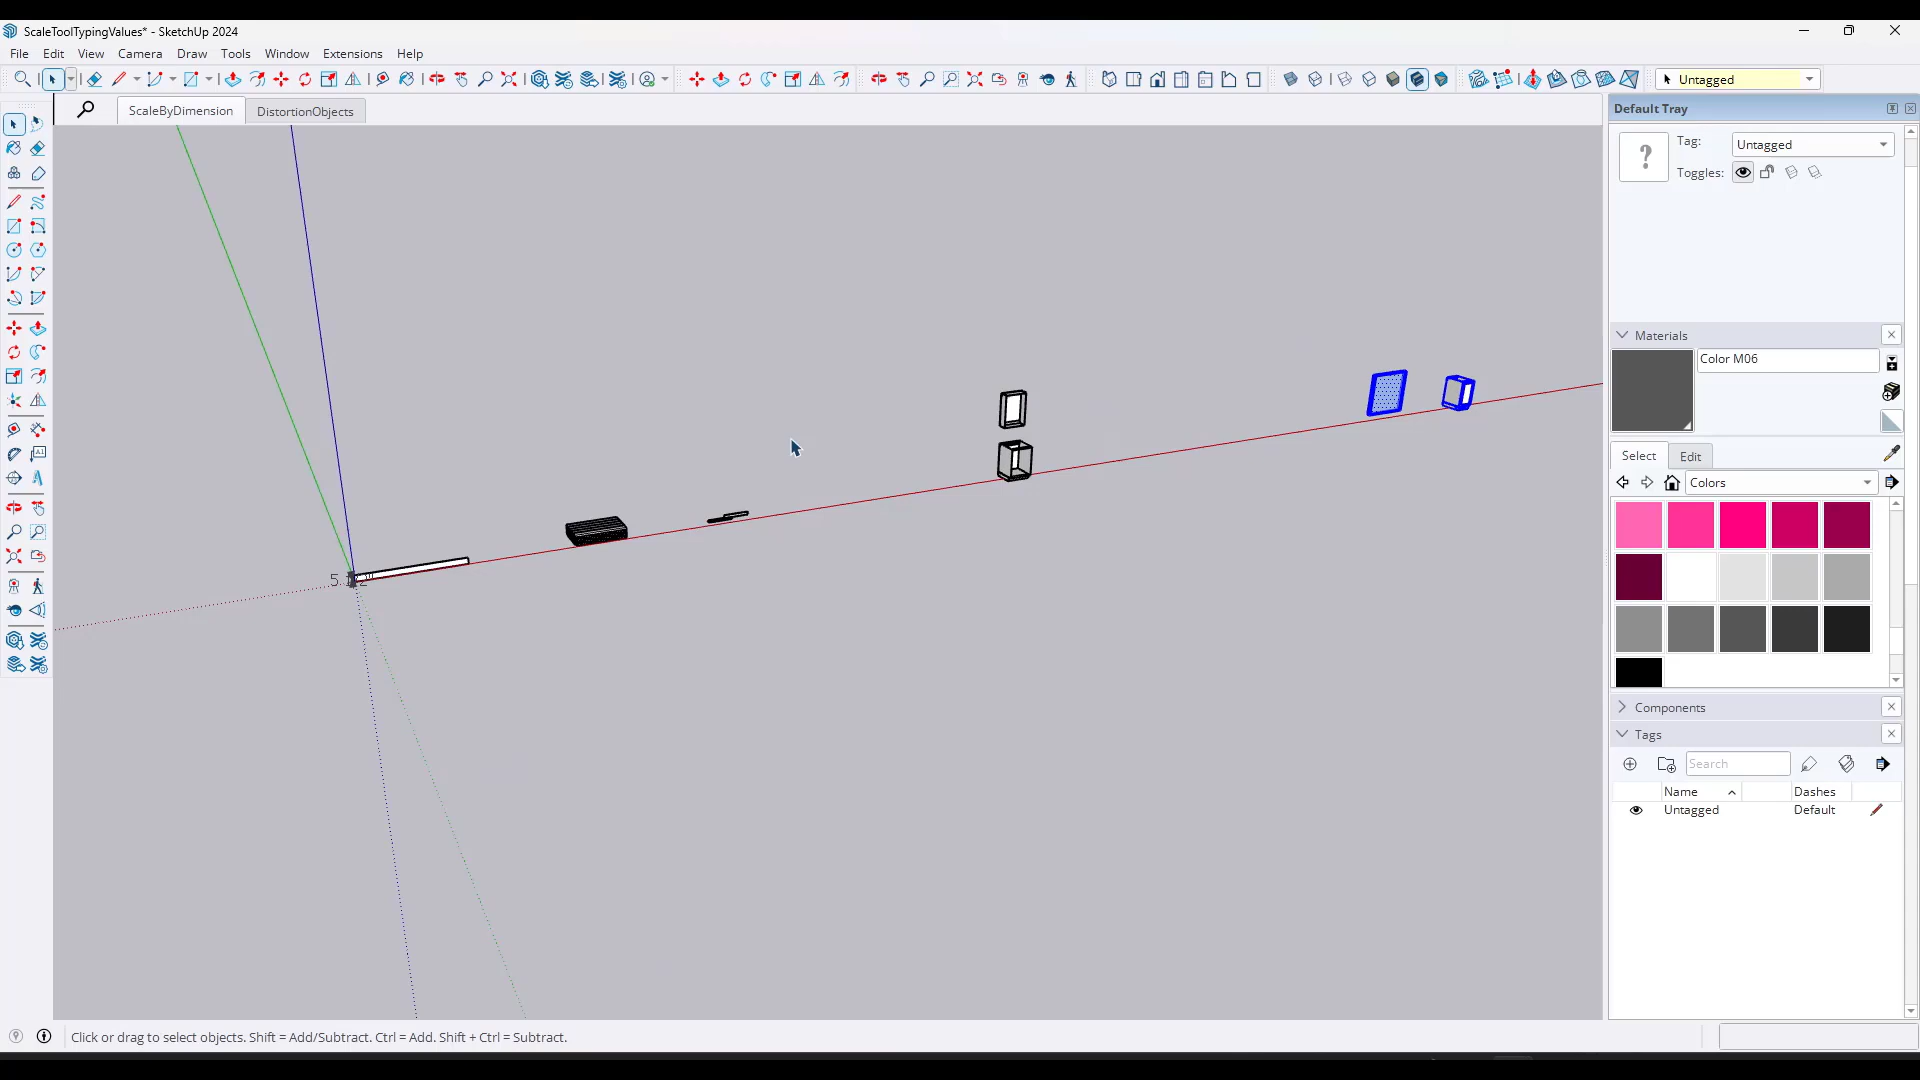 ScaleToolTypingValues* - SketchUp 2024
File Edit View Camera Draw Tools Window Extensions Help
Untagged
ScaleByDimension DistortionObjects
Default Tray
Tag: Untagged
Toggles:
Materials
Color M06
Select Edit
Colors
Components
Tags
Search
Name Dashes
Untagged Default
Click or drag to select objects. Shift = Add/Subtract. Ctrl = Add. Shift + Ctrl = Subtract.